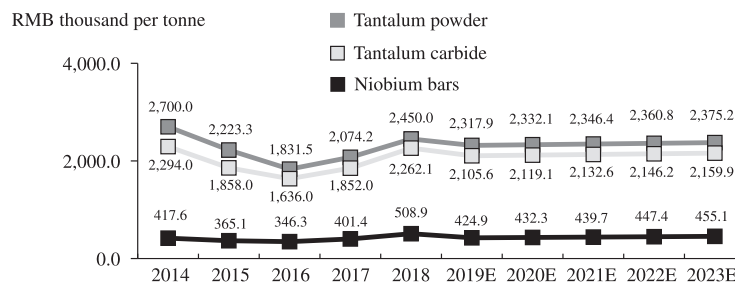 RMB thousand per tonne
Tantalum powder
Tantalum carbide
Niobium bars
4,000.0
2,000.0
0.0
2,700.0 2,223.3 1,831.5 2,074.2 2,450.0 2,317.9 2,332.1 2,346.4 2,360.8 2,375.2
2,294.0 1,858.0 1,636.0 1,852.0 2,262.1 2,105.6 2,119.1 2,132.6 2,146.2 2,159.9
417.6 365.1 346.3 401.4 508.9 424.9 432.3 439.7 447.4 455.1
2014 2015 2016 2017 2018 2019E 2020E 2021E 2022E 2023E